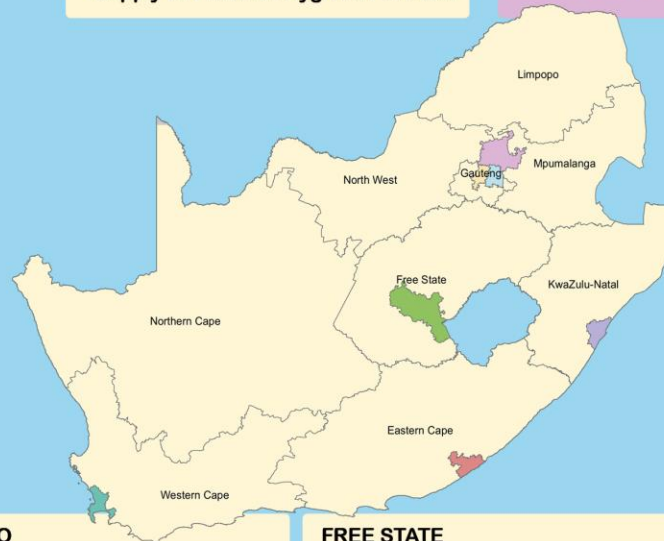 Limpopo
Mpumalanga
Gauteng
North West
Free State
KwaZulu-Natal
Northern Cape
Eastern Cape
Western Cape
O
FREE STATE